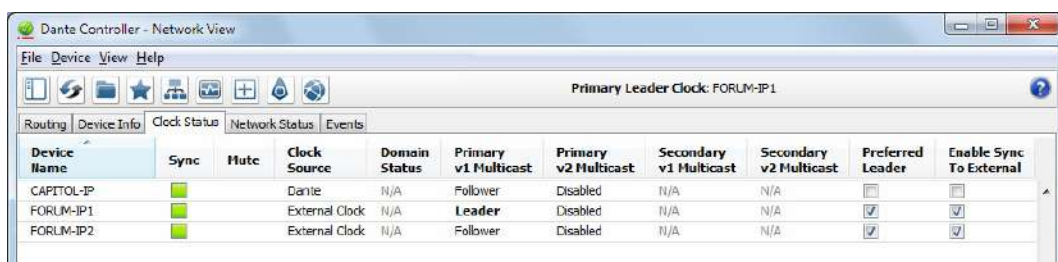 Dante Controller - Network View
File Device View Help
Primary Leader Clock: FORUM-IP1
Routing Device Info Clock Status Network Status Events
Device Name Sync Mute Clock Source Domain Status Primary v1 Multicast Primary v2 Multicast Secondary v1 Multicast Secondary v2 Multicast Preferred Leader Enable Sync To External
CAPITOL-IP Dante N/A Follower Disabled N/A N/A
FORUM-IP1 External Clock N/A Leader Disabled N/A N/A
FORUM-IP2 External Clock N/A Follower Disabled N/A N/A